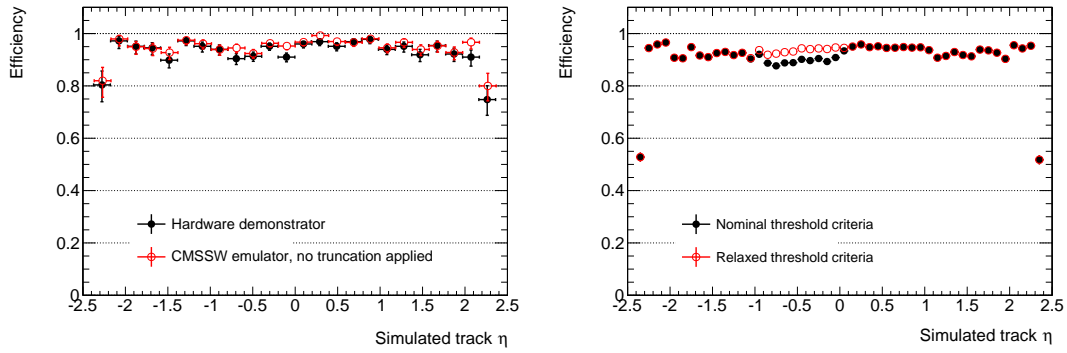 Efficiency
1
0.8
0.6
0.4
0.2
0
Hardware demonstrator
CMSSW emulator, no truncation applied
-2.5 -2 -1.5 -1 -0.5 0 0.5 1 1.5 2 2.5
Simulated track η
Efficiency
1
0.8
0.6
0.4
0.2
0
Nominal threshold criteria
Relaxed threshold criteria
-2.5 -2 -1.5 -1 -0.5 0 0.5 1 1.5 2 2.5
Simulated track η